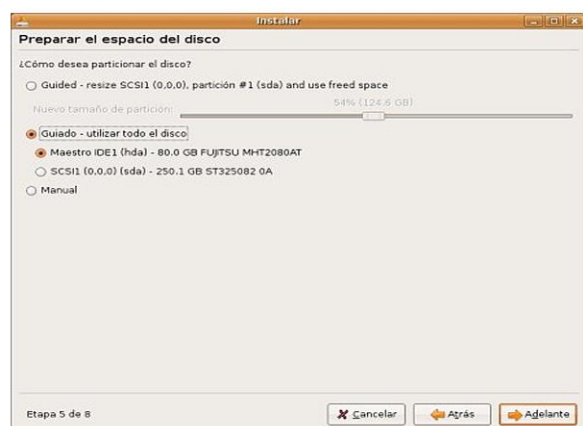 Instalar
Preparar el espacio del disco
¿Cómo desea particionar el disco?
Guided - resize SCSI1 (0,0,0), partición #1 (sda) and use freed space
Nuevo tamaño de partición:
54% (124.6 GB)
Guiado - utilizar todo el disco
Maestro IDE1 (hda) - 80.0 GB FUJITSU MHT2080AT
SCSI1 (0,0,0) (sda) - 250.1 GB ST325082 0A
Manual
Etapa 5 de 8
Cancelar
Atrás
Adelante